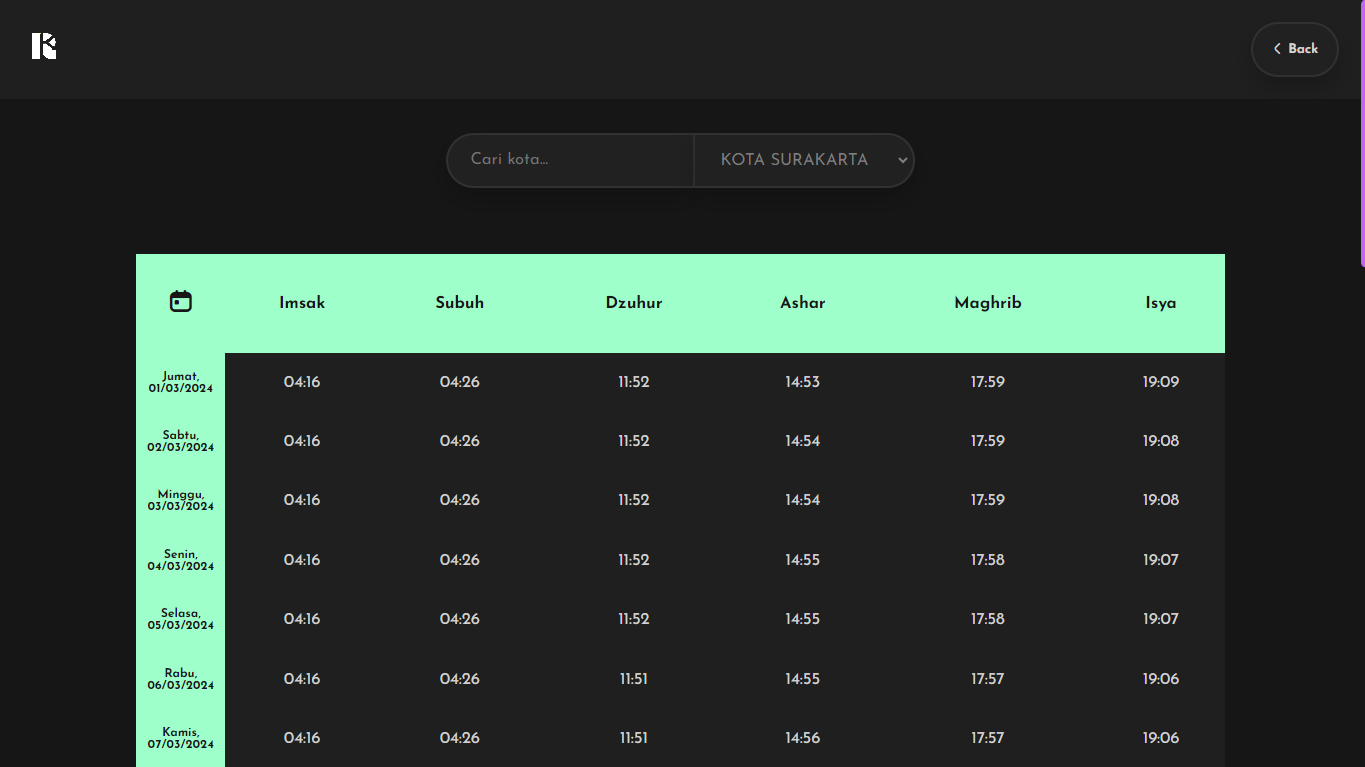 R
Back
Cari kota...
KOTA SURAKARTA
Imsak Subuh Dzuhur Ashar Maghrib Isya
Jumat,
01/03/2024 04:16 04:26 11:52 14:53 17:59 19:09
Sabtu,
02/03/2024 04:16 04:26 11:52 14:54 17:59 19:08
Minggu,
03/03/2024 04:16 04:26 11:52 14:54 17:59 19:08
Senin,
04/03/2024 04:16 04:26 11:52 14:55 17:58 19:07
Selasa,
05/03/2024 04:16 04:26 11:52 14:55 17:58 19:07
Rabu,
06/03/2024 04:16 04:26 11:51 14:55 17:57 19:06
Kamis,
07/03/2024 04:16 04:26 11:51 14:56 17:57 19:06